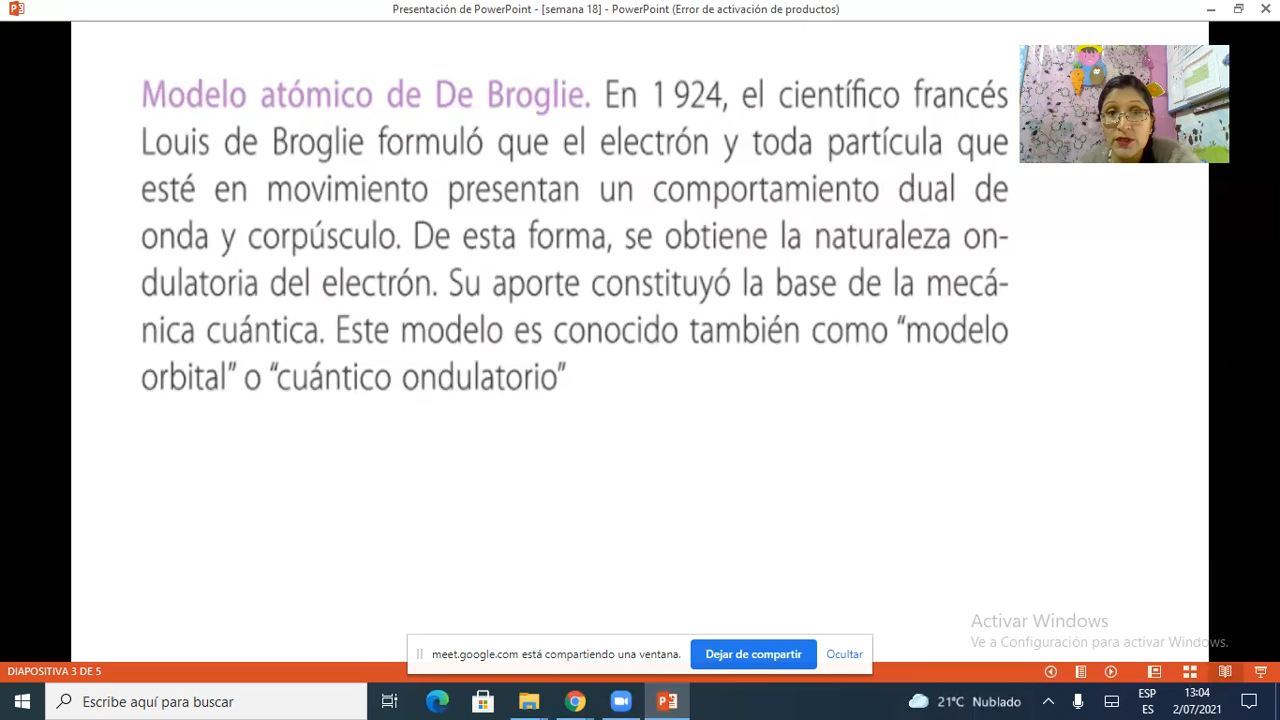 Presentación de PowerPoint - [semana 18] - PowerPoint (Error de activación de productos)
Modelo atómico de De Broglie. En 1 924, el científico francés
Louis de Broglie formuló que el electrón y toda partícula que
esté en movimiento presentan un comportamiento dual de
onda y corpúsculo. De esta forma, se obtiene la naturaleza on-
dulatoria del electrón. Su aporte constituyó la base de la mecá-
nica cuántica. Este modelo es conocido también como “modelo
orbital” o “cuántico ondulatorio”
Activar Windows
Ve a Configuración para activar Windows.
meet.google.com está compartiendo una ventana.
Dejar de compartir
Ocultar
DIAPOSITIVA 3 DE 5
Escribe aquí para buscar
21°C Nublado
ESP
ES
13:04
2/07/2021